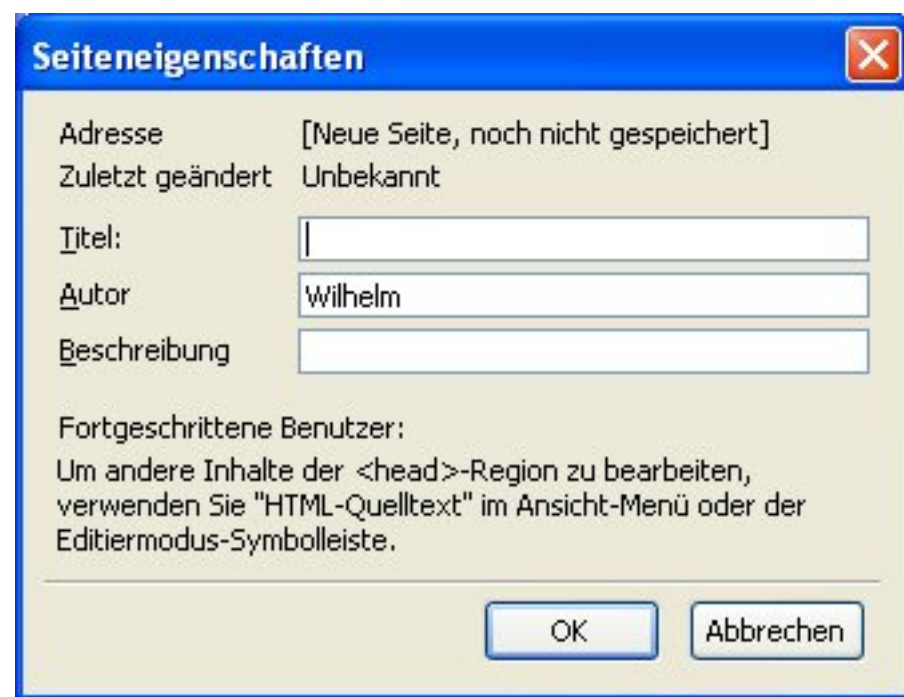 Seiteneigenschaften
Adresse [Neue Seite, noch nicht gespeichert]
Zuletzt geändert Unbekannt
Titel:
Autor Wilhelm
Beschreibung
Fortgeschrittene Benutzer:
Um andere Inhalte der <head>-Region zu bearbeiten,
verwenden Sie "HTML-Quelltext" im Ansicht-Menü oder der
Editiermodus-Symbolleiste.
OK Abbrechen